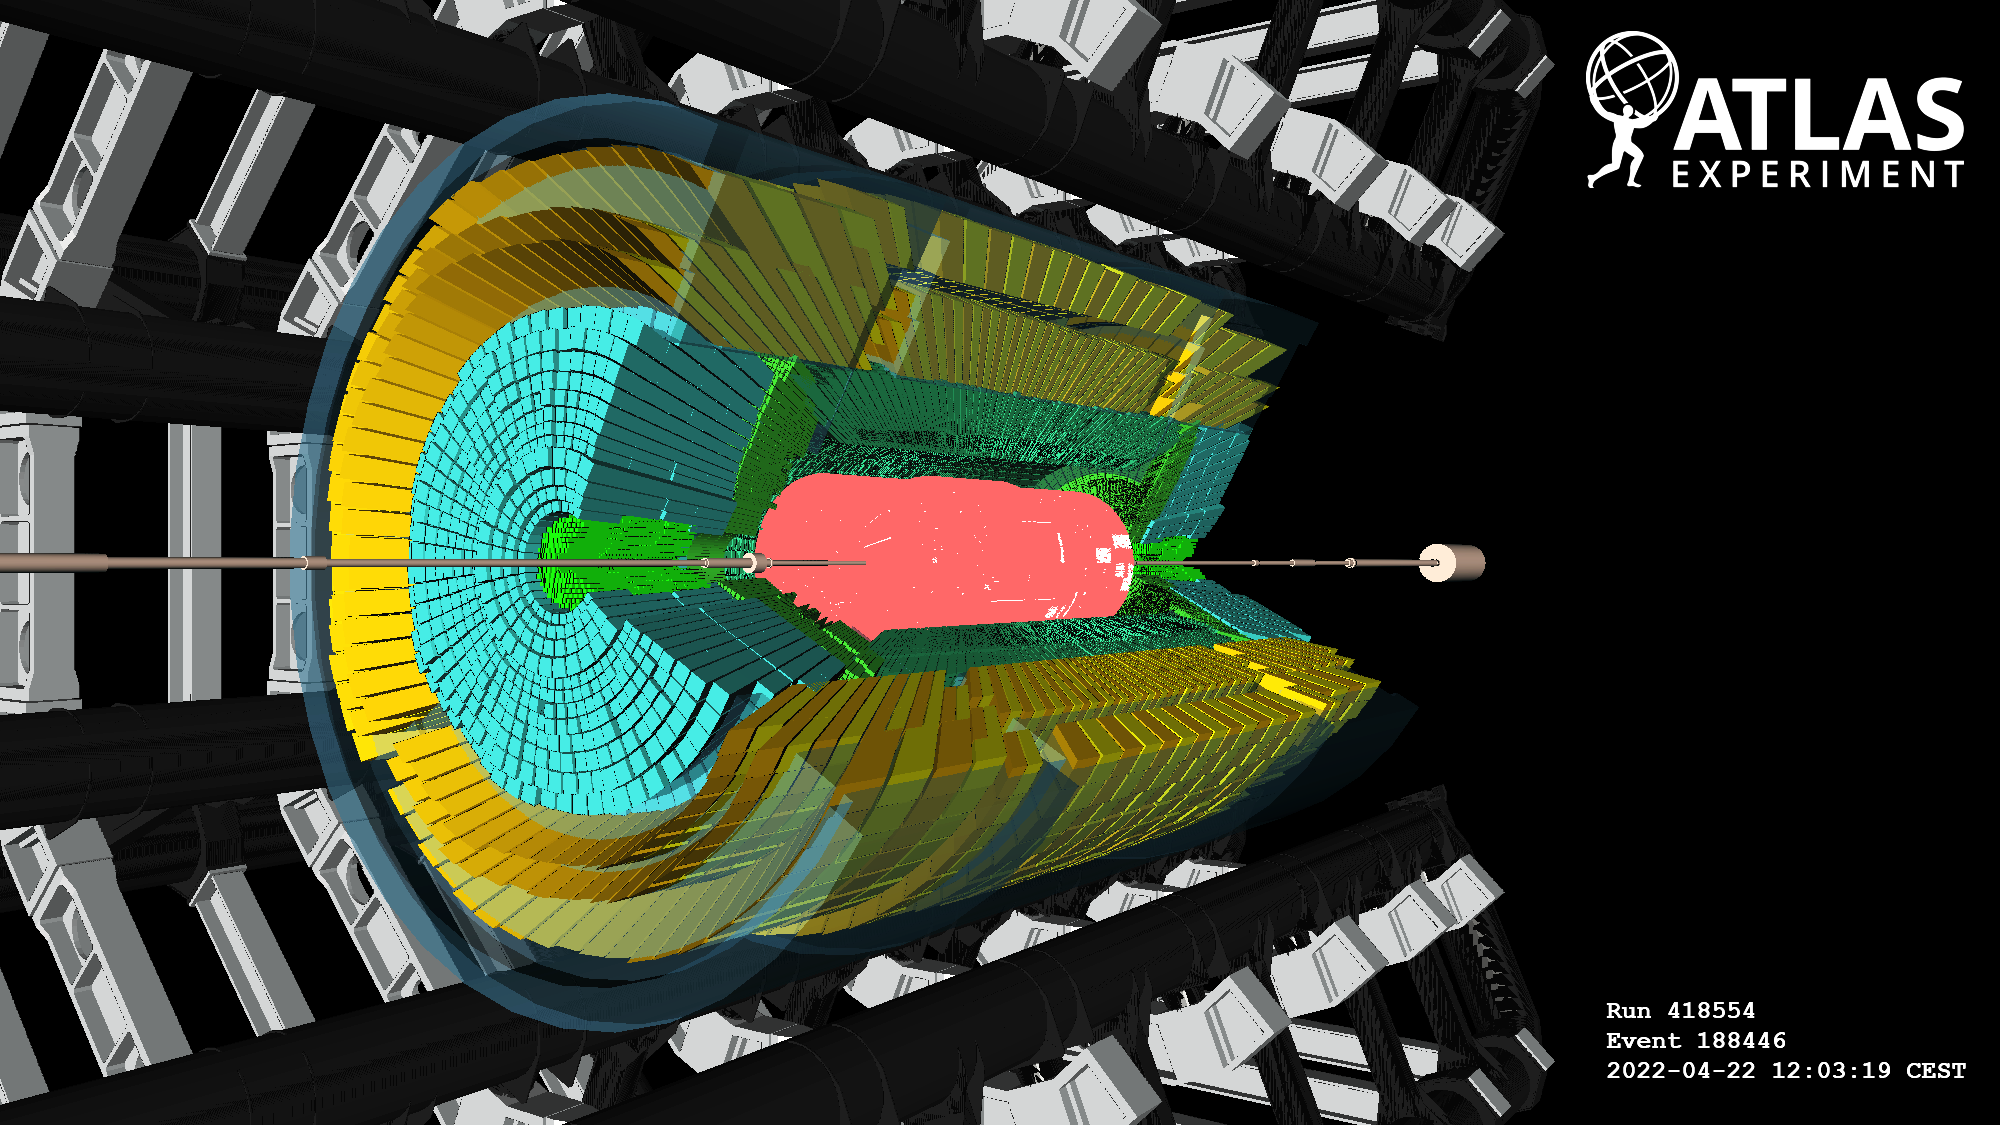 ATLAS
EXPERIMENT
Run 418554
Event 188446
2022-04-22 12:03:19 CEST